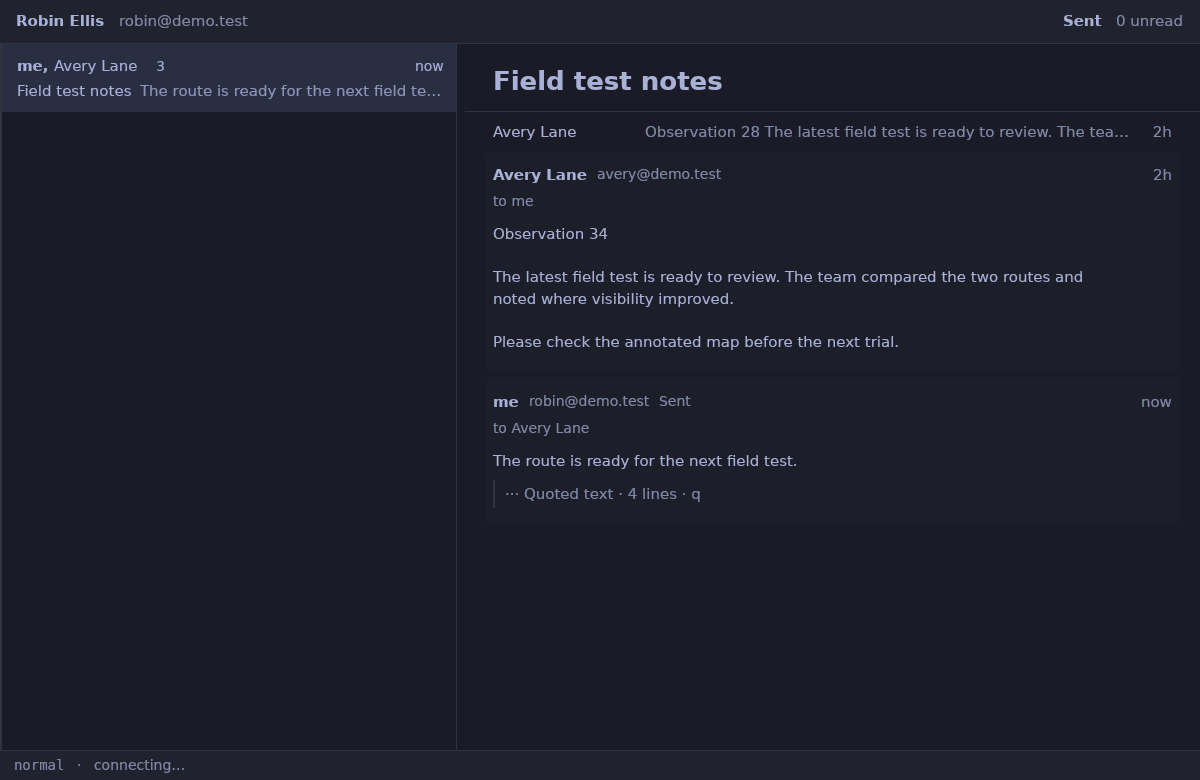 Robin Ellis robin@demo.test
Sent 0 unread
me, Avery Lane 3 now
Field test notes The route is ready for the next field te…
Field test notes
Avery Lane Observation 28 The latest field test is ready to review. The tea… 2h
Avery Lane avery@demo.test 2h
to me
Observation 34
The latest field test is ready to review. The team compared the two routes and
noted where visibility improved.
Please check the annotated map before the next trial.
me robin@demo.test Sent now
to Avery Lane
The route is ready for the next field test.
··· Quoted text · 4 lines · q
normal · connecting…